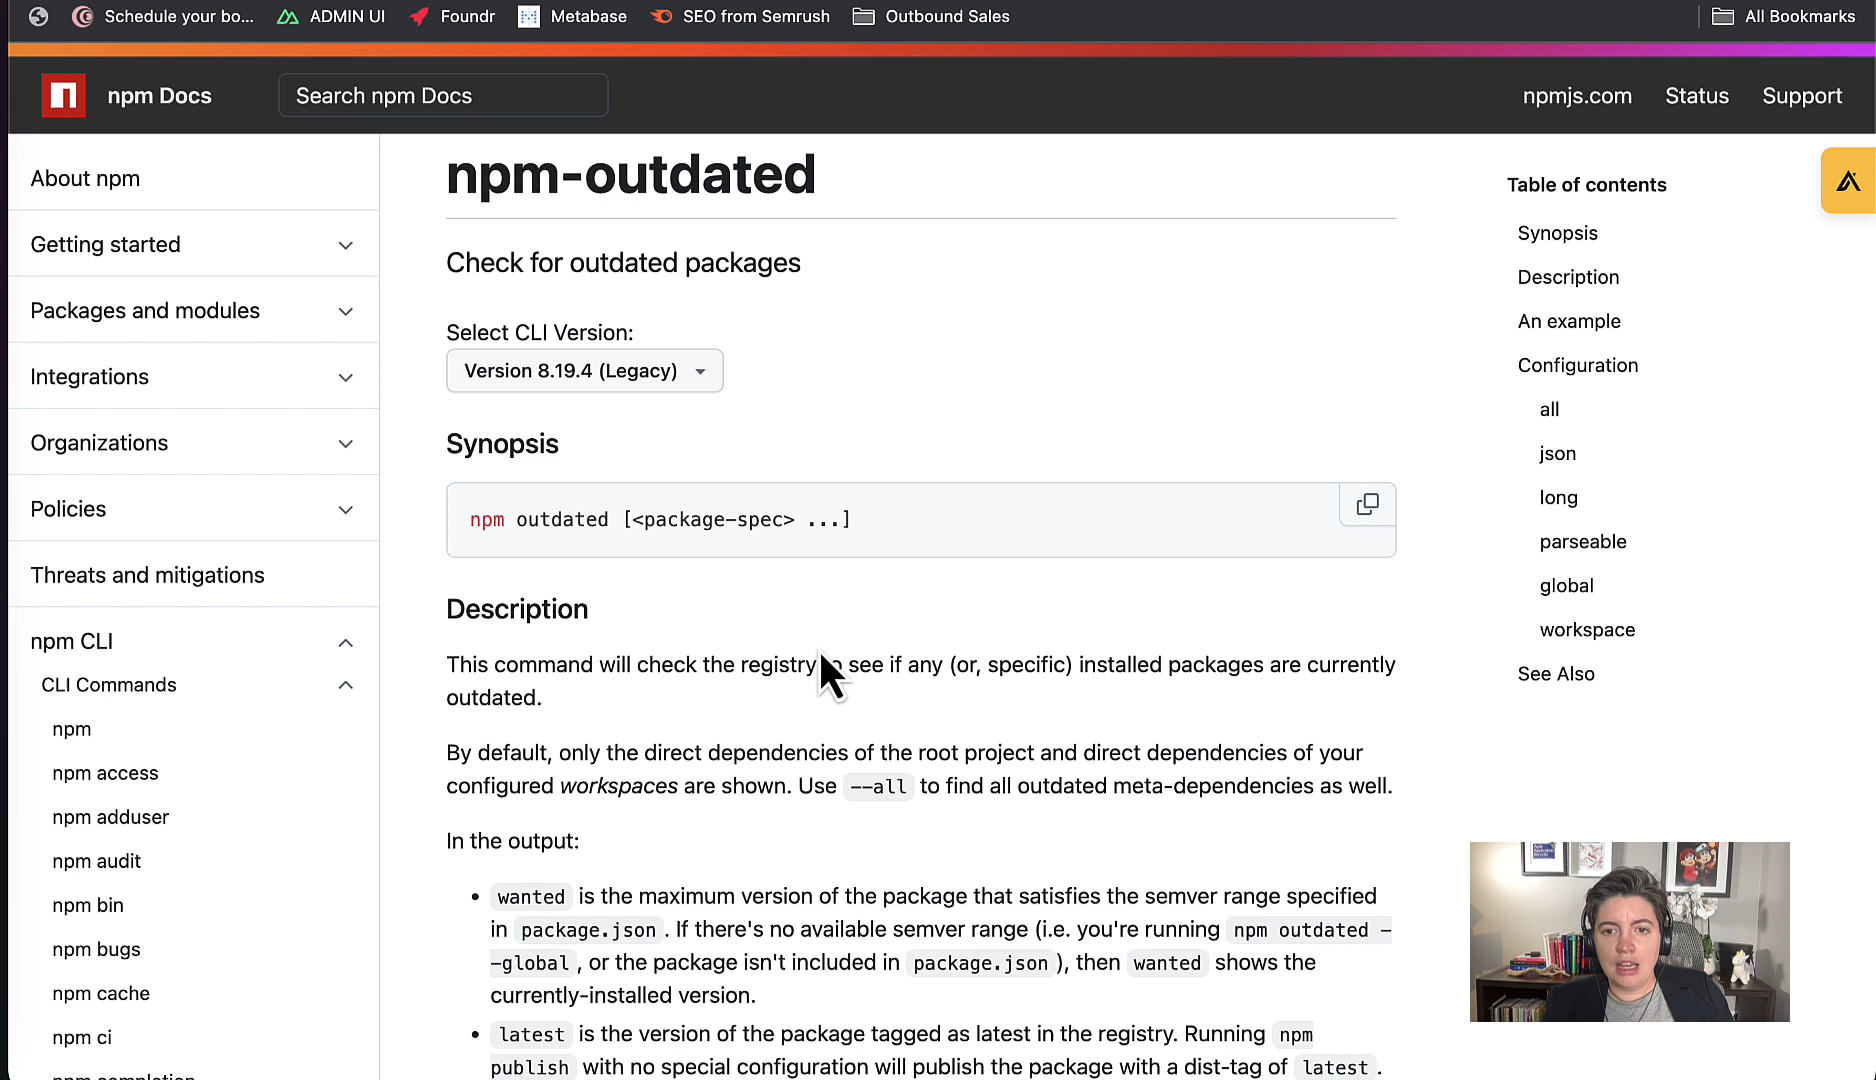 Schedule your bo...
ADMIN UI
Foundr
Metabase
SEO from Semrush
Outbound Sales
All Bookmarks
npm Docs
Search npm Docs
npmjs.com
Status
Support
About npm
Getting started
Packages and modules
Integrations
Organizations
Policies
Threats and mitigations
npm CLI
CLI Commands
npm
npm access
npm adduser
npm audit
npm bin
npm bugs
npm cache
npm ci
npm completion
npm-outdated
Check for outdated packages
Select CLI Version:
Version 8.19.4 (Legacy)
Synopsis
npm outdated [<package-spec> ...]
Description
This command will check the registry to see if any (or, specific) installed packages are currently
outdated.
By default, only the direct dependencies of the root project and direct dependencies of your
configured workspaces are shown. Use --all to find all outdated meta-dependencies as well.
In the output:
• wanted is the maximum version of the package that satisfies the semver range specified
in package.json. If there's no available semver range (i.e. you're running npm outdated -
-global, or the package isn't included in package.json), then wanted shows the
currently-installed version.
• latest is the version of the package tagged as latest in the registry. Running npm
publish with no special configuration will publish the package with a dist-tag of latest.
Table of contents
Synopsis
Description
An example
Configuration
all
json
long
parseable
global
workspace
See Also